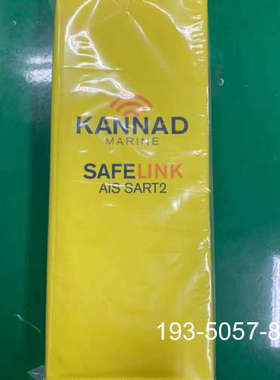 KANNAD
MARINE
SAFELINK
AIS SART2
193-5057-8